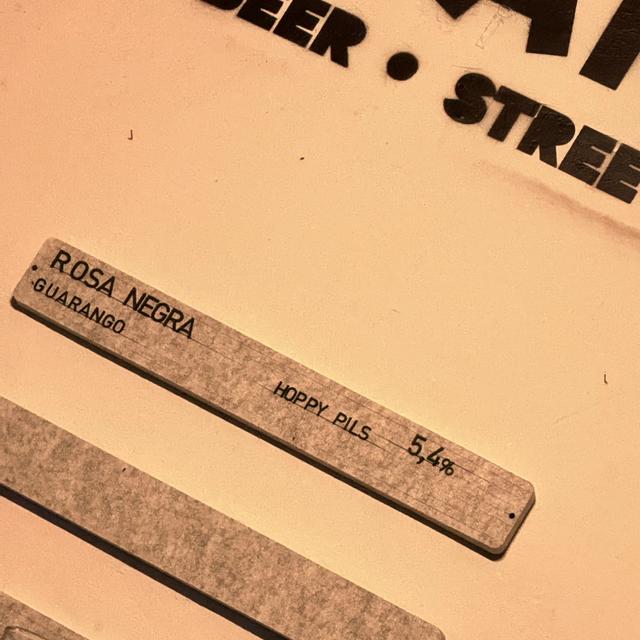 BEER • STREE
ROSA NEGRA
GUARANGO
HOPPY PILS 5,4%